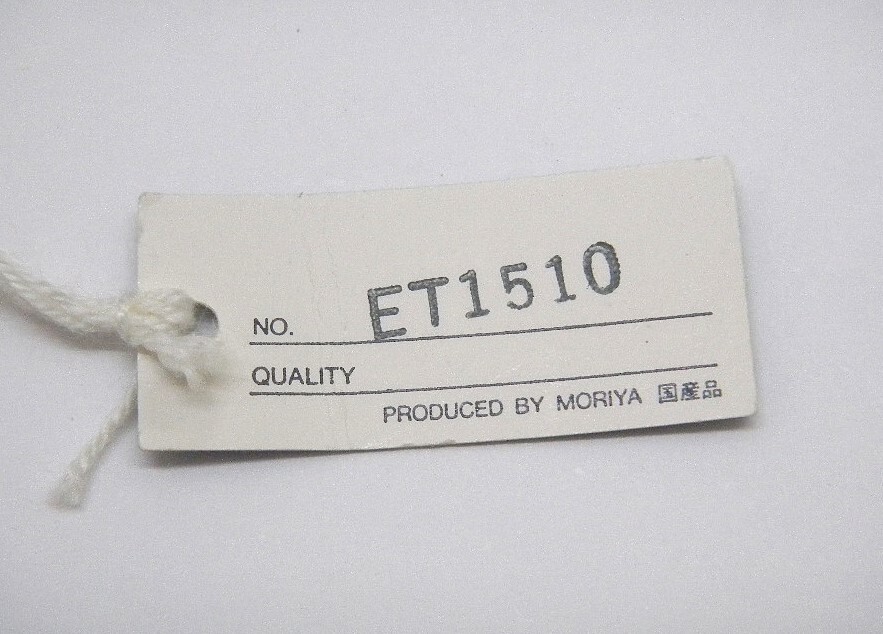 NO. ET1510
QUALITY
PRODUCED BY MORIYA 国産品